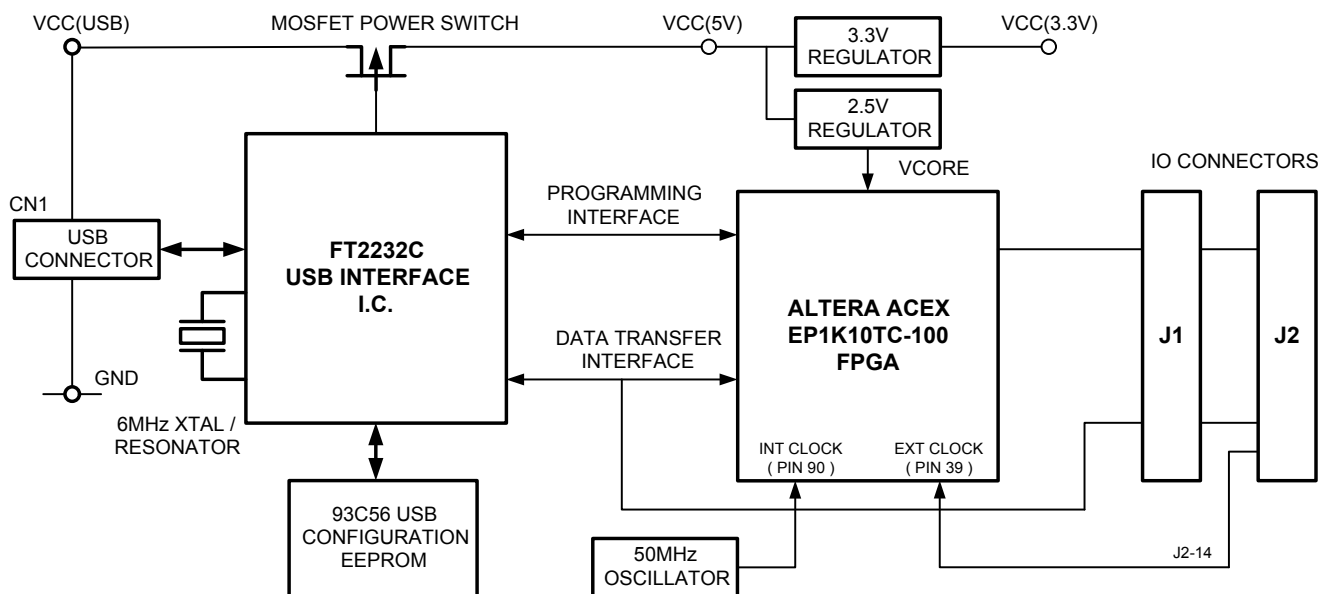 VCC(USB)
MOSFET POWER SWITCH
VCC(5V)
3.3V
REGULATOR
VCC(3.3V)
2.5V
REGULATOR
VCORE
IO CONNECTORS
CN1
USB
CONNECTOR
FT2232C
USB INTERFACE
I.C.
PROGRAMMING
INTERFACE
DATA TRANSFER
INTERFACE
ALTERA ACEX
EP1K10TC-100
FPGA
J1
J2
GND
6MHz XTAL /
RESONATOR
INT CLOCK
( PIN 90 )
EXT CLOCK
( PIN 39 )
93C56 USB
CONFIGURATION
EEPROM
50MHz
OSCILLATOR
J2-14